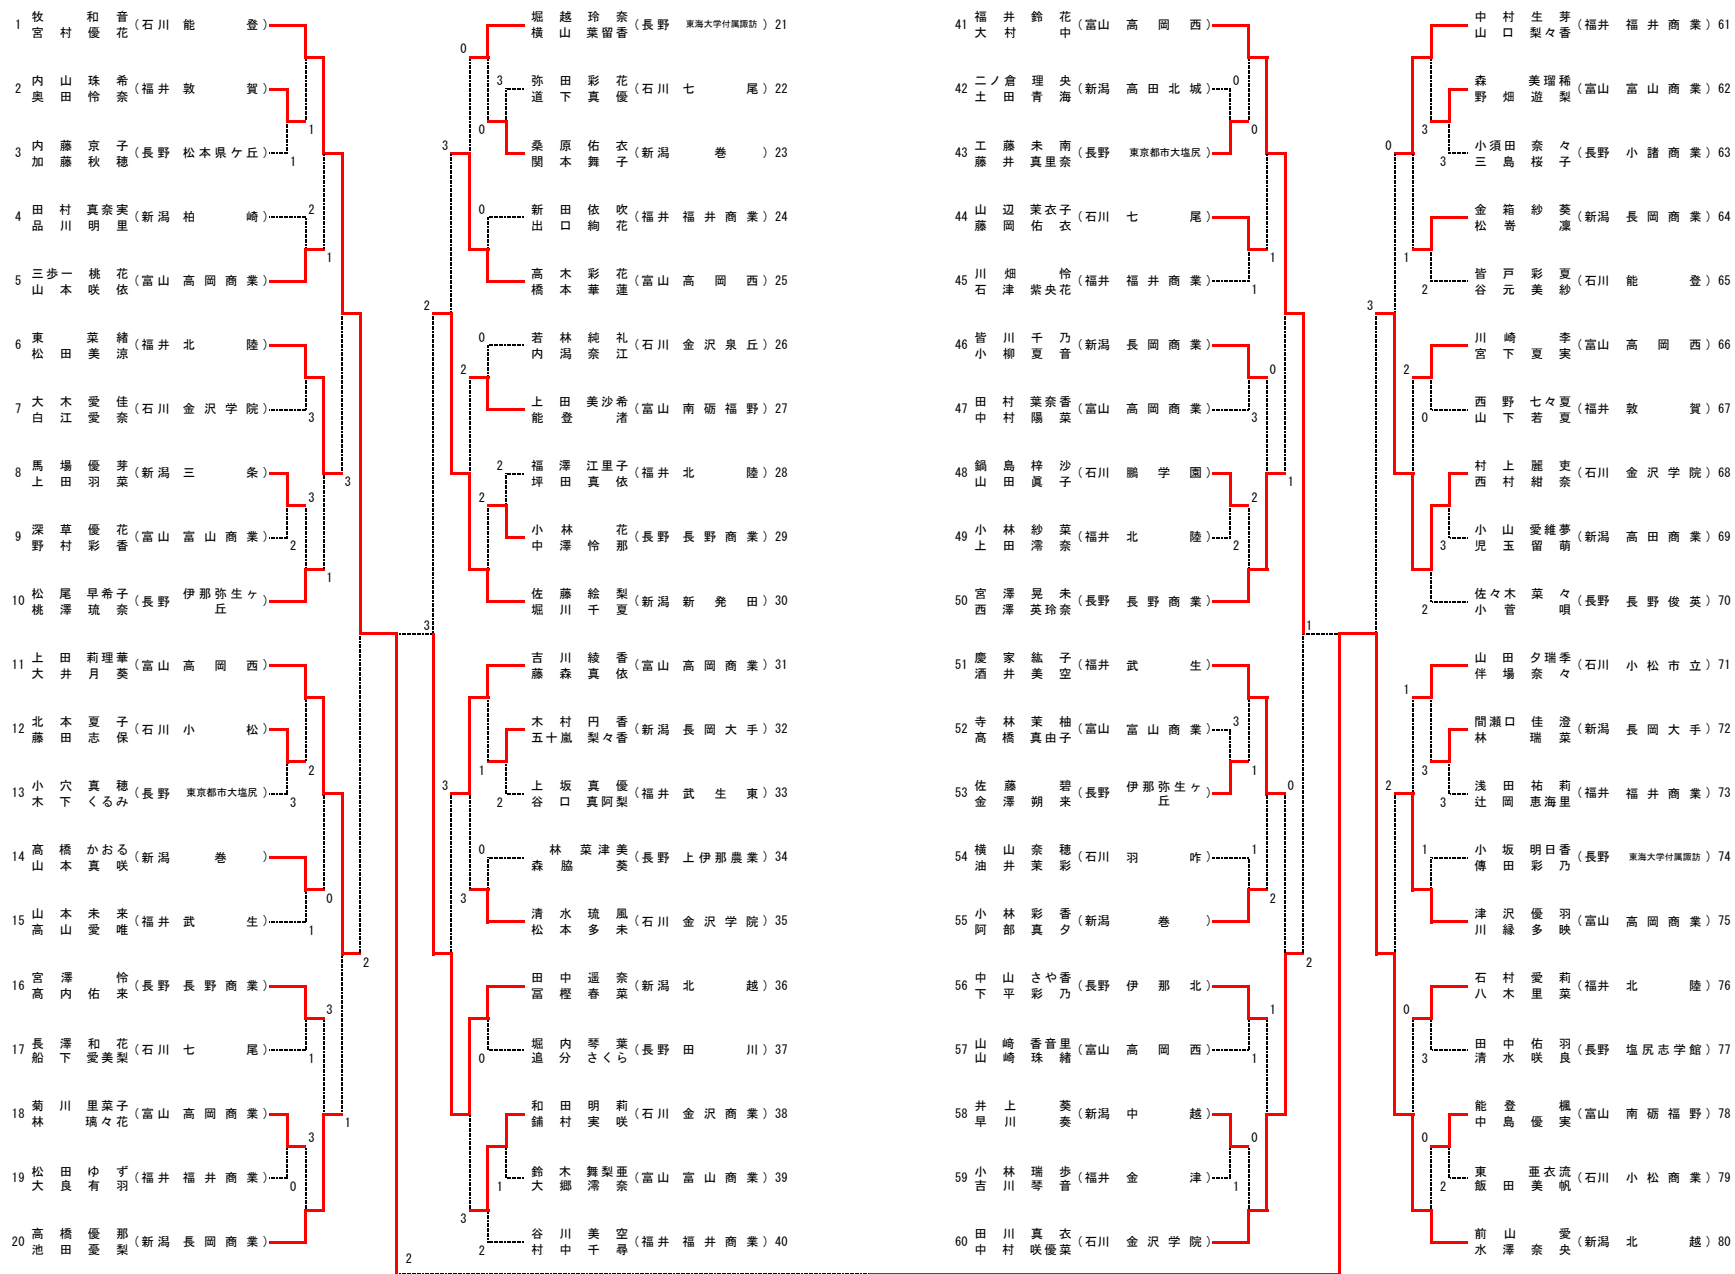 1 牧 和音 宮村優花 (石川 能登)
2 内山珠希 奥田怜奈 (福井 敦賀)
3 内藤京子 加藤秋穂 (長野 松本県ケ丘)
4 田村真奈実 品川明里 (新潟 柏崎)
5 三歩一桃花 山本咲依 (富山 高岡商業)
6 東菜緒 松田美涼 (福井 北陸)
7 大木愛佳 白江愛奈 (石川 金沢学院)
8 馬場優芽 上田羽菜 (新潟 三条)
9 深草優花 野村彩香 (富山 富山商業)
10 松尾早希子 桃澤琉奈 (長野 伊那弥生ヶ丘)
11 上田莉理華 大井月葵 (富山 高岡西)
12 北本夏子 藤田志保 (石川 小松)
13 小穴真穂 木下くるみ (長野 東京都市大塩尻)
14 髙橋かおる 山本真咲 (新潟 巻)
15 山本未来 高山愛唯 (福井 武生)
16 宮澤怜 髙内佑来 (長野 長野商業)
17 長澤和花 船下愛美梨 (石川 七尾)
18 菊川里菜子 林璃々花 (富山 高岡商業)
19 松田ゆず 大良有羽 (福井 福井商業)
20 高橋優那 池田憂梨 (新潟 長岡商業)
堀越玲奈 横山葉留香 (長野 東海大学付属諏訪) 21
弥田彩花 道下真優 (石川 七尾) 22
桑原佑衣 関本舞子 (新潟 巻) 23
新田依吹 出口絢花 (福井 福井商業) 24
高木彩花 橋本華蓮 (富山 高岡西) 25
若林純礼 内潟奈江 (石川 金沢泉丘) 26
上田美沙希 能登渚 (富山 南砺福野) 27
福澤江里子 坪田真依 (福井 北陸) 28
小林花 中澤怜那 (長野 長野商業) 29
佐藤絵梨 堀川千夏 (新潟 新発田) 30
吉川綾香 藤森真依 (富山 高岡商業) 31
木村円香 五十嵐梨々香 (新潟 長岡大手) 32
上坂真優 谷口真阿梨 (福井 武生東) 33
林菜津美 森脇葵 (長野 上伊那農業) 34
清水琉風 松本多未 (石川 金沢学院) 35
田中遥奈 冨樫春菜 (新潟 北越) 36
堀内琴葉 追分さくら (長野 田川) 37
和田明莉 鋪村実咲 (石川 金沢商業) 38
鈴木舞梨亜 大郷澪奈 (富山 富山商業) 39
谷川美空 村中千尋 (福井 福井商業) 40
41 福井鈴花 大村中 (富山 高岡西)
42 二ノ倉理央 土田青海 (新潟 高田北城)
43 工藤未南 藤井真里奈 (長野 東京都市大塩尻)
44 山辺茉衣子 藤岡佑衣 (石川 七尾)
45 川畑怜 石津紫央花 (福井 福井商業)
46 皆川千乃 小柳夏音 (新潟 長岡商業)
47 田村葉奈香 中村陽菜 (富山 高岡商業)
48 鍋島梓沙 山田眞子 (石川 鵬学園)
49 小林紗菜 上田澪奈 (福井 北陸)
50 宮澤晃未 西澤英玲奈 (長野 長野商業)
51 慶家紘子 酒井美空 (福井 武生)
52 寺林茉柚 髙橋真由子 (富山 富山商業)
53 佐藤碧 金澤朔来 (長野 伊那弥生ヶ丘)
54 横山奈穂 油井茉彩 (石川 羽咋)
55 小林彩香 阿部真夕 (新潟 巻)
56 中山さや香 下平彩乃 (長野 伊那北)
57 山﨑香音里 山崎珠緒 (富山 高岡西)
58 井上葵 早川奏 (新潟 中越)
59 小林瑞歩 吉川琴音 (福井 金津)
60 田川真衣 中村咲優菜 (石川 金沢学院)
中村生芽 山口梨々香 (福井 福井商業) 61
森美瑠稀 野畑遊梨 (富山 富山商業) 62
小須田奈々 三島桜子 (長野 小諸商業) 63
金箱紗葵 松嵜凜 (新潟 長岡商業) 64
皆戸彩夏 谷元美紗 (石川 能登) 65
川崎李 宮下夏実 (富山 高岡西) 66
西野七々夏 山下若夏 (福井 敦賀) 67
村上麗吏 西村紺奈 (石川 金沢学院) 68
小山愛維夢 児玉留萌 (新潟 高田商業) 69
佐々木菜々 小菅唄 (長野 長野俊英) 70
山田夕瑞季 伴場奈々 (石川 小松市立) 71
間瀬口佳澄 林瑞菜 (新潟 長岡大手) 72
浅田祐莉 辻岡恵海里 (福井 福井商業) 73
小坂明日香 傳田彩乃 (長野 東海大学付属諏訪) 74
津沢優羽 川縁多映 (富山 高岡商業) 75
石村愛莉 八木里菜 (福井 北陸) 76
田中佑羽 清水咲良 (長野 塩尻志学館) 77
能登楓 中島優実 (富山 南砺福野) 78
東亜衣流 飯田美帆 (石川 小松商業) 79
前山愛 水澤奈央 (新潟 北越) 80